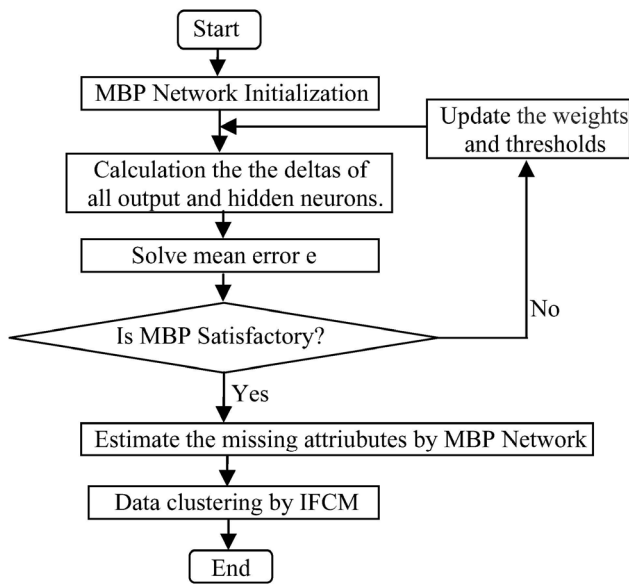 Start
MBP Network Initialization
Update the weights
and thresholds
Calculation the the deltas of
all output and hidden neurons.
Solve mean error e
Is MBP Satisfactory?
No
Yes
Estimate the missing attriubutes by MBP Network
Data clustering by IFCM
End